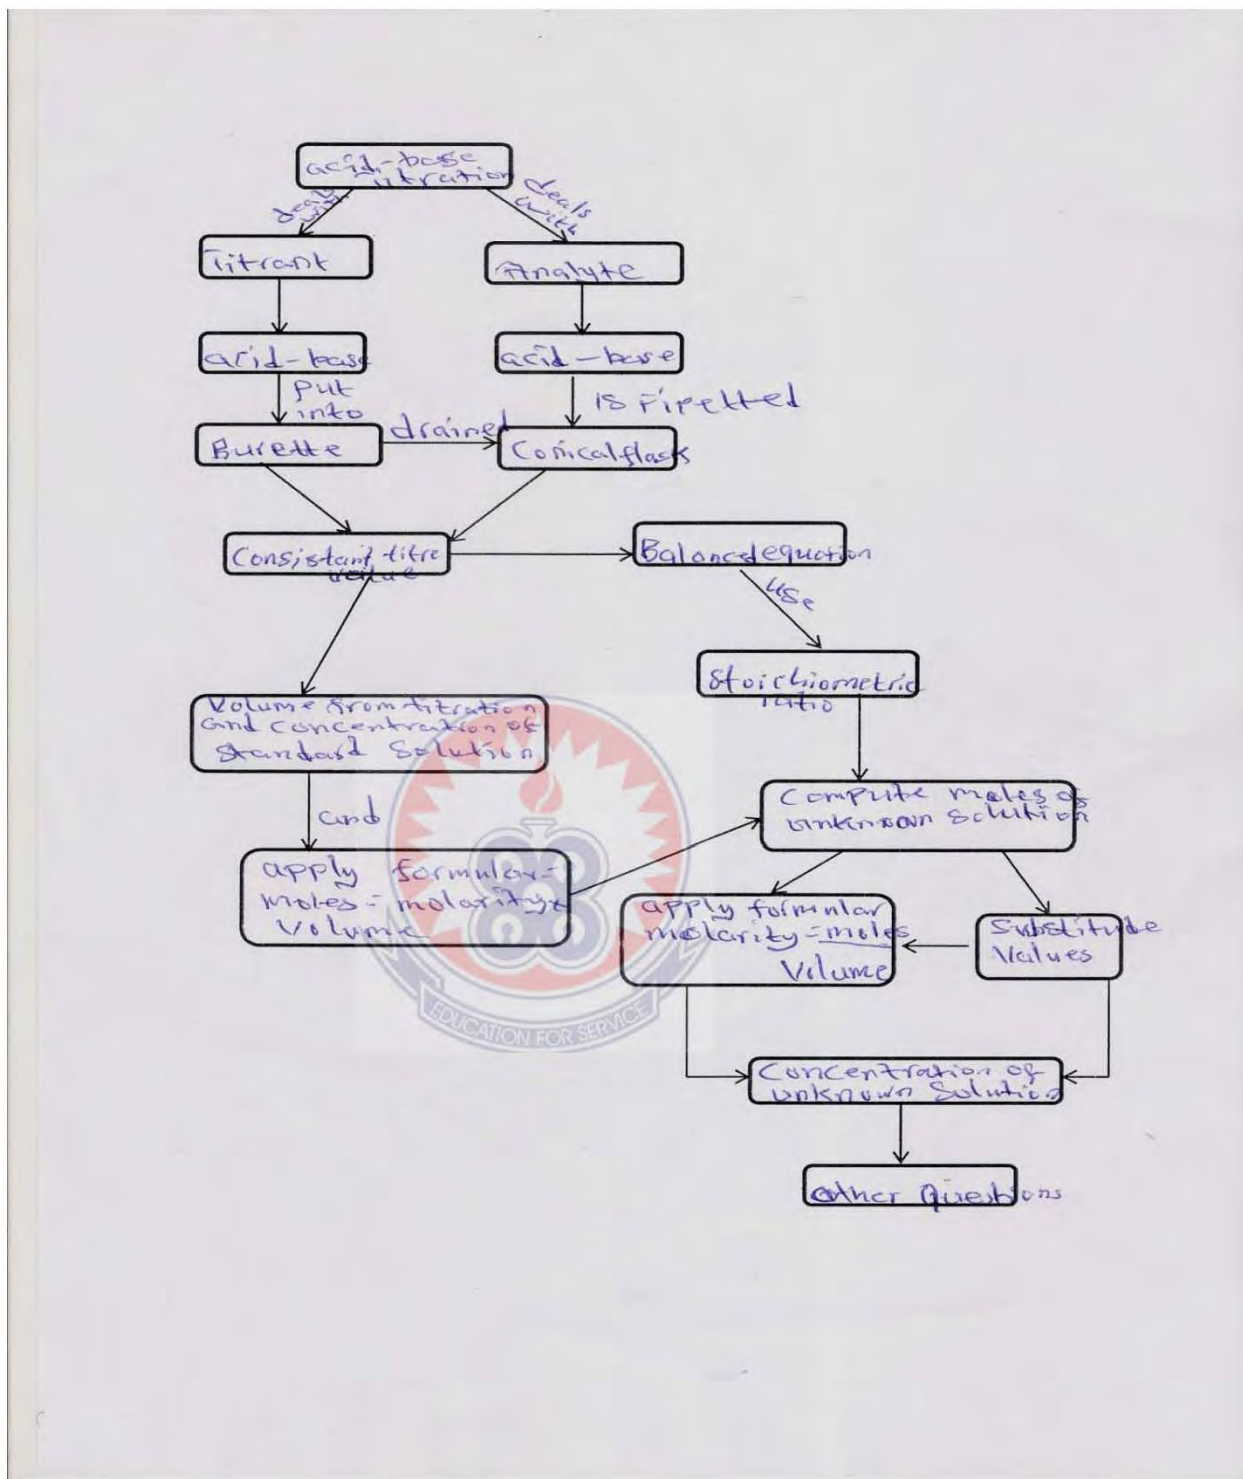 acid-base
titration
deals
with
deals
with
Titrant
Analyte
acid-base
acid-base
Put
into
is Pipetted
Burette
drained
Conicalflask
Consistant titre
value
Balanced equation
use
Stoichiometric
ratio
Volume from titration
and concentration of
standard Solution
and
Compute moles of
unknown solution
apply formular-
moles = molarity x
Volume
apply formular
molarity = moles
Volume
Substitude
Values
EDUCATION FOR SERVICE
Concentration of
unknown Solution
other Questions